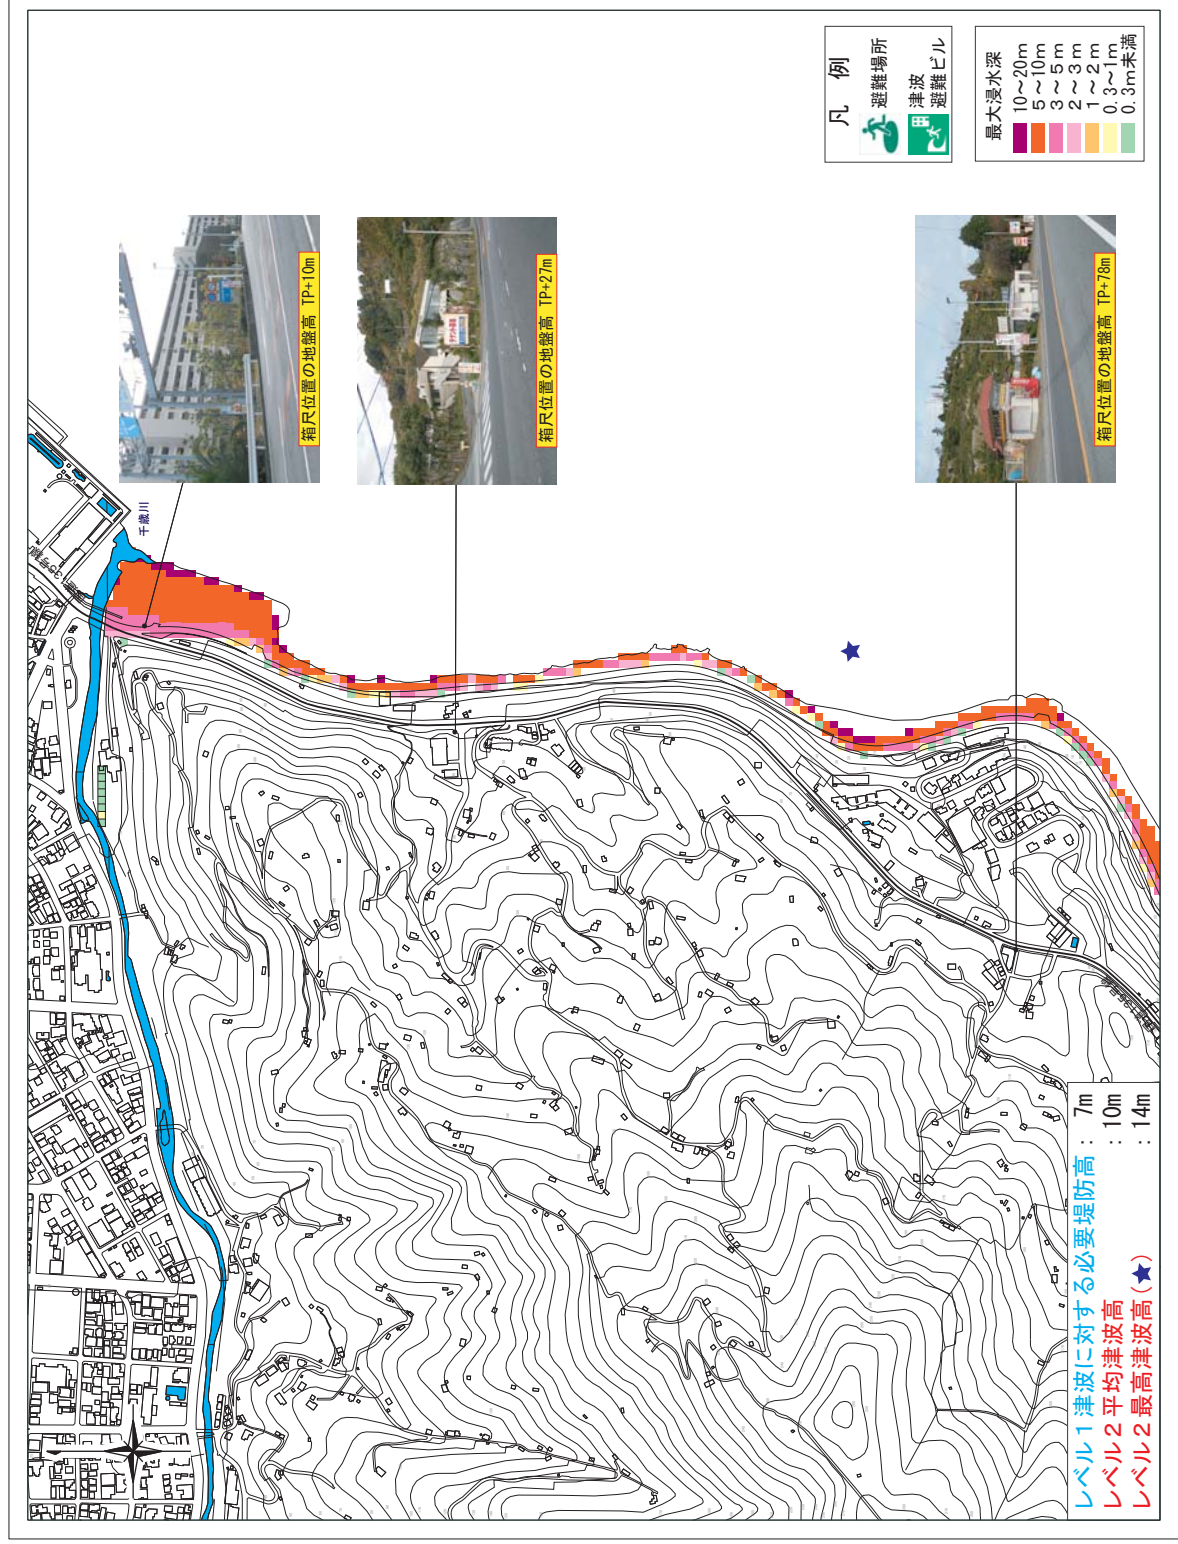 凡 例
避難場所
津波
避難ビル
最大浸水深
10～20m
5～10m
3～5m
2～3m
1～2m
0.3～1m
0.3m未満
箱尺位置の地盤高 TP+10m
箱尺位置の地盤高 TP+27m
箱尺位置の地盤高 TP+78m
千歳川
レベル1津波に対する必要堤防高：7m
レベル2平均津波高：10m
レベル2最高津波高(★)：14m